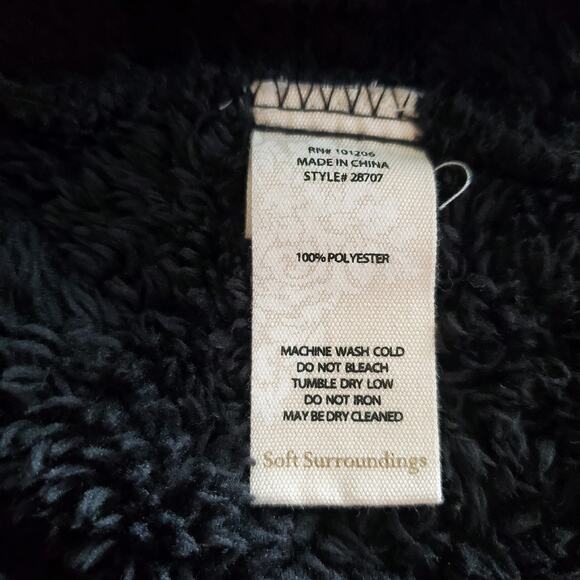 RN# 101206
MADE IN CHINA
STYLE# 28707
100% POLYESTER
MACHINE WASH COLD
DO NOT BLEACH
TUMBLE DRY LOW
DO NOT IRON
MAY BE DRY CLEANED
Soft Surroundings